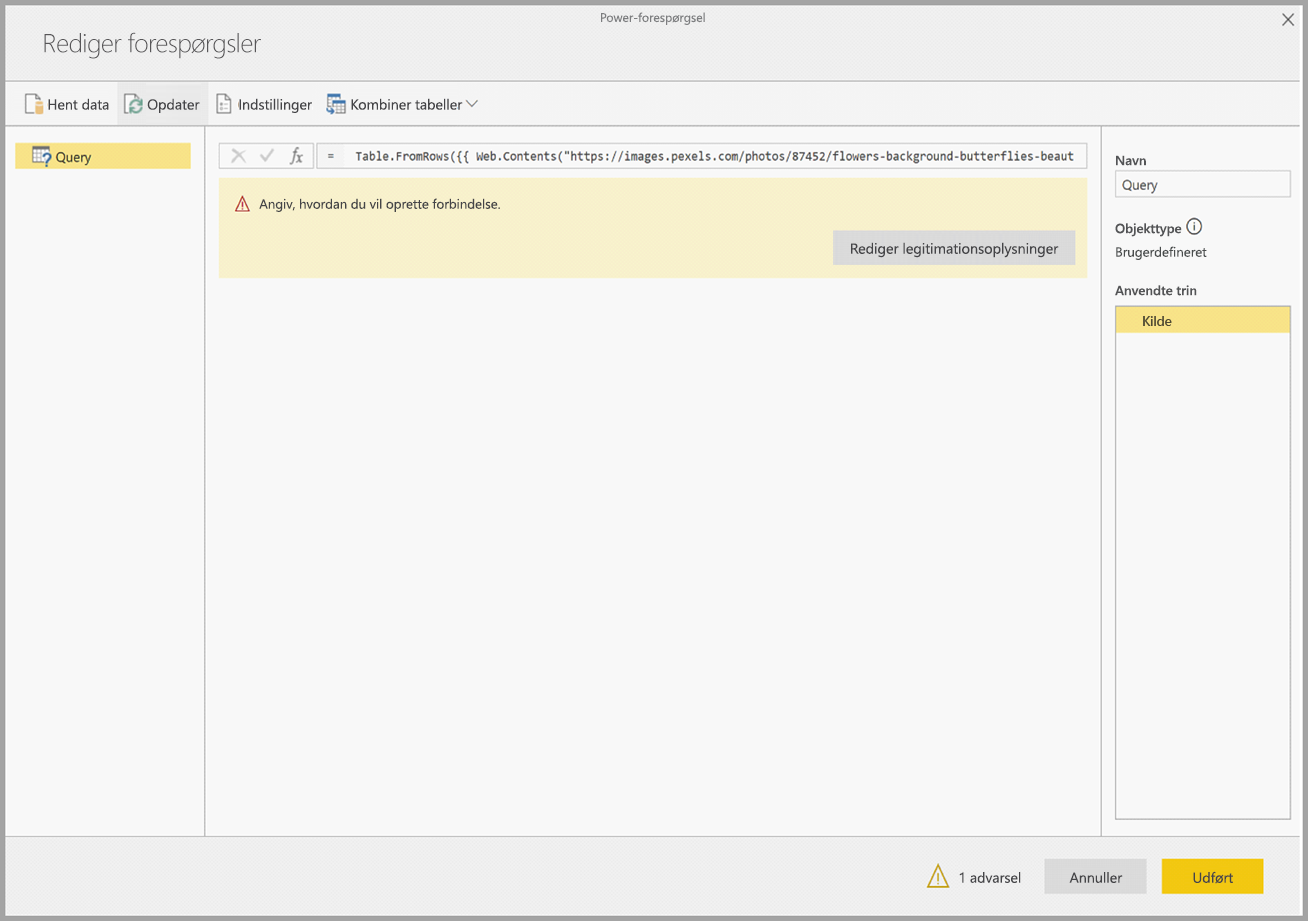 Power-forespørgsel
Rediger forespørgsler
Hent data Opdater Indstillinger Kombiner tabeller
Query
fx = Table.FromRows({{ Web.Contents("https://images.pexels.com/photos/87452/flowers-background-butterflies-beaut
Angiv, hvordan du vil oprette forbindelse.
Rediger legitimationsoplysninger
Navn
Query
Objekttype
Brugerdefineret
Anvendte trin
Kilde
1 advarsel Annuller Udført